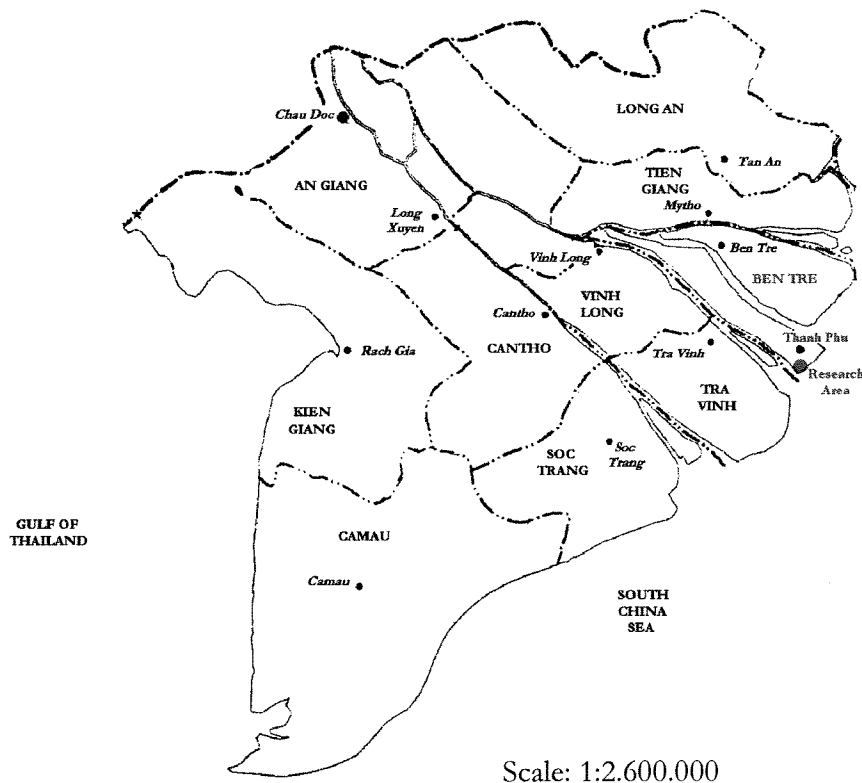 LONG AN
Chau Doc
Tan An
TIEN
GIANG
AN GIANG
Mytho
Long
Xuyen
Ben Tre
Vinh Long
BEN TRE
VINH
LONG
Cantho
Thanh Phu
CANTHO
Tra Vinh
Rach Gia
Research
Area
TRA
VINH
KIEN
GIANG
SOC
TRANG
Soc
Trang
GULF OF
THAILAND
CAMAU
Camau
SOUTH
CHINA
SEA
Scale: 1:2.600.000